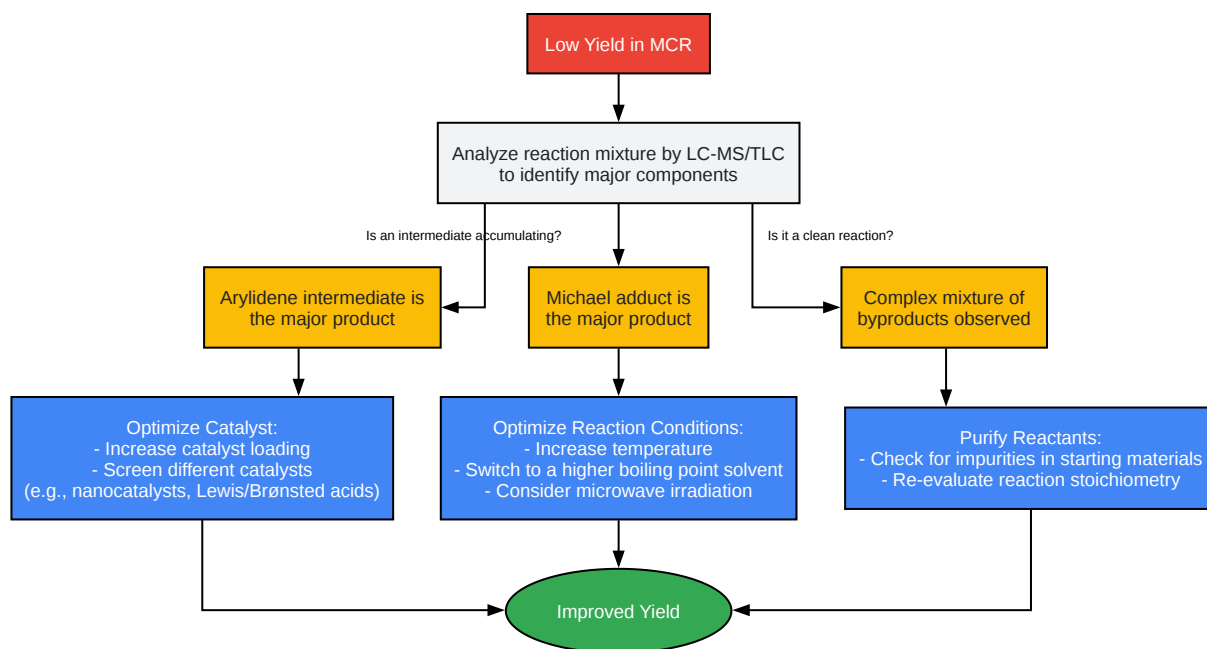 Low Yield in MCR
Analyze reaction mixture by LC-MS/TLC
to identify major components
Is an intermediate accumulating?
Is it a clean reaction?
Arylidene intermediate is
the major product
Michael adduct is
the major product
Complex mixture of
byproducts observed
Optimize Catalyst:
- Increase catalyst loading
- Screen different catalysts
(e.g., nanocatalysts, Lewis/Brønsted acids)
Optimize Reaction Conditions:
- Increase temperature
- Switch to a higher boiling point solvent
- Consider microwave irradiation
Purify Reactants:
- Check for impurities in starting materials
- Re-evaluate reaction stoichiometry
Improved Yield